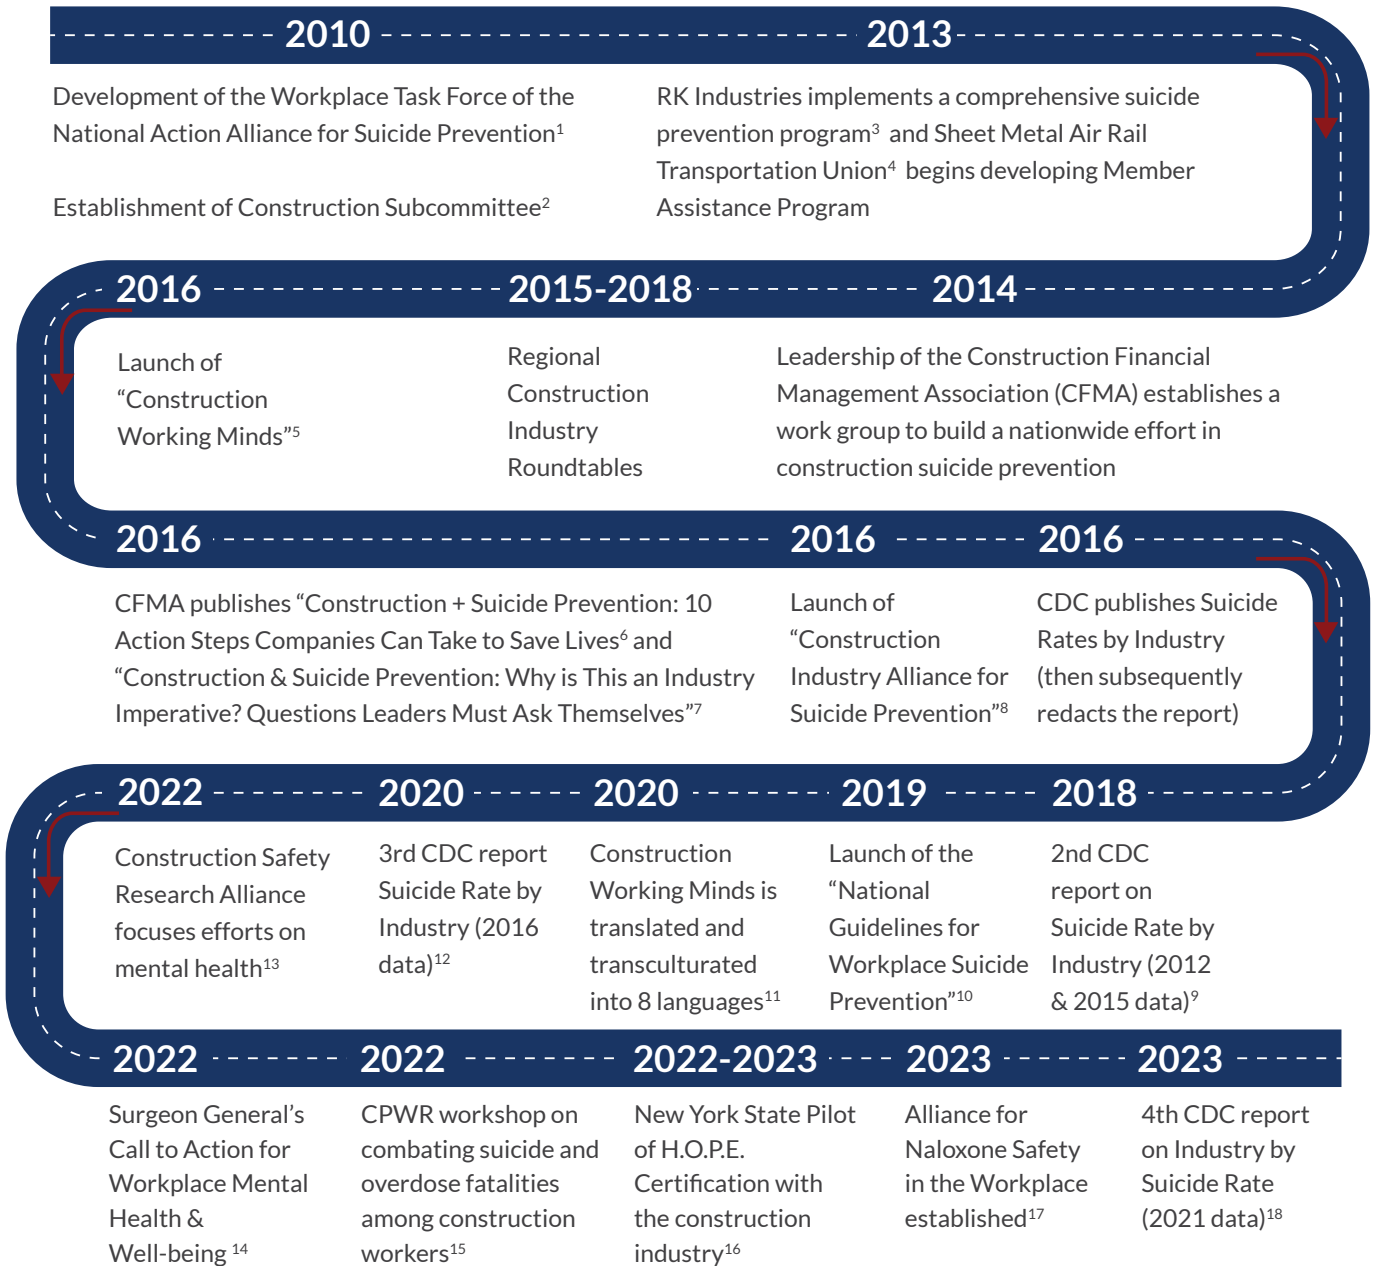 2010
Development of the Workplace Task Force of the
National Action Alliance for Suicide Prevention¹
Establishment of Construction Subcommittee²
2013
RK Industries implements a comprehensive suicide
prevention program³ and Sheet Metal Air Rail
Transportation Union⁴ begins developing Member
Assistance Program
2014
Leadership of the Construction Financial
Management Association (CFMA) establishes a
work group to build a nationwide effort in
construction suicide prevention
2015-2018
Regional
Construction
Industry
Roundtables
2016
Launch of
“Construction
Working Minds”⁵
2016
CFMA publishes “Construction + Suicide Prevention: 10
Action Steps Companies Can Take to Save Lives⁶ and
“Construction & Suicide Prevention: Why is This an Industry
Imperative? Questions Leaders Must Ask Themselves”⁷
2016
Launch of
“Construction
Industry Alliance for
Suicide Prevention”⁸
2016
CDC publishes Suicide
Rates by Industry
(then subsequently
redacts the report)
2018
2nd CDC
report on
Suicide Rate by
Industry (2012
& 2015 data)⁹
2019
Launch of the
“National
Guidelines for
Workplace Suicide
Prevention”¹⁰
2020
Construction
Working Minds is
translated and
transculturated
into 8 languages¹¹
2020
3rd CDC report
Suicide Rate by
Industry (2016
data)¹²
2022
Construction Safety
Research Alliance
focuses efforts on
mental health¹³
2022
Surgeon General’s
Call to Action for
Workplace Mental
Health &
Well-being ¹⁴
2022
CPWR workshop on
combating suicide and
overdose fatalities
among construction
workers¹⁵
2022-2023
New York State Pilot
of H.O.P.E.
Certification with
the construction
industry¹⁶
2023
Alliance for
Naloxone Safety
in the Workplace
established¹⁷
2023
4th CDC report
on Industry by
Suicide Rate
(2021 data)¹⁸